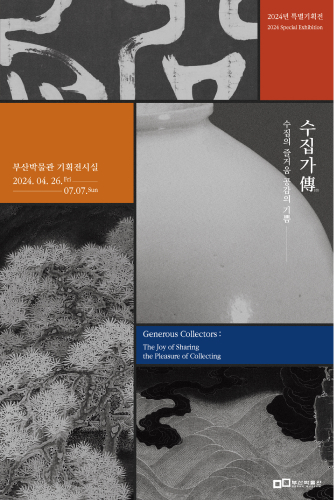 2024년 특별기획전
2024 Special Exhibition
수집가傳
수집의 즐거움 공감의 기쁨
부산박물관 기획전시실
2024. 04. 26. Fri
07.07. Sun
Generous Collectors :
The Joy of Sharing
the Pleasure of Collecting
부산박물관